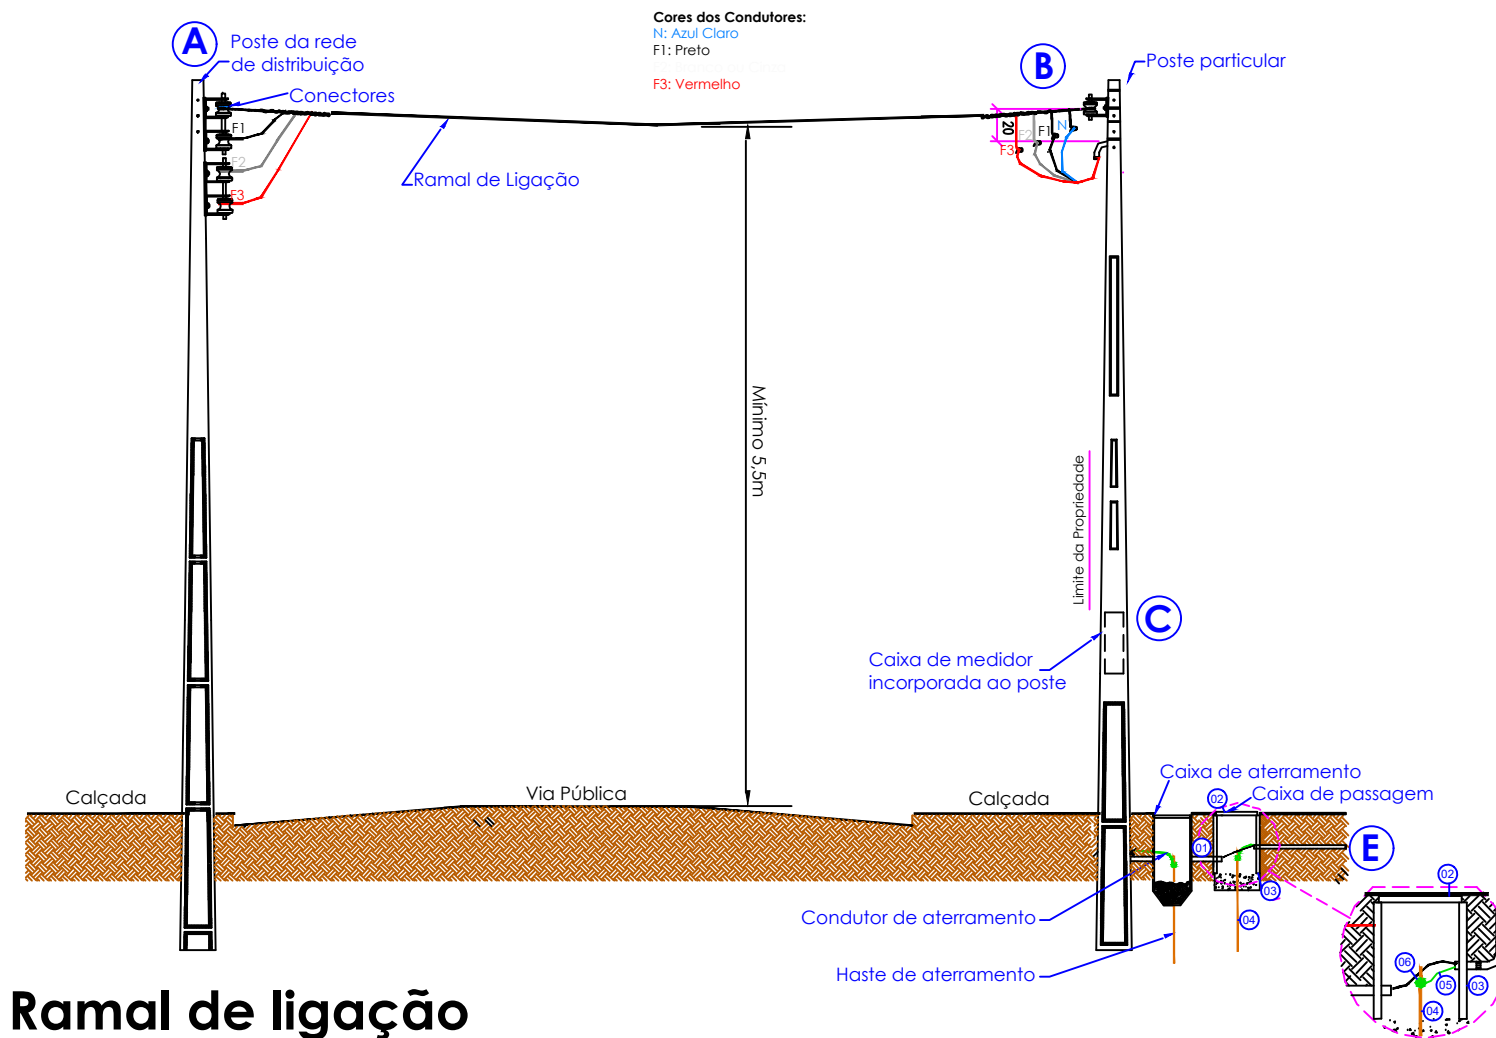 Cores dos Condutores:
N: Azul Claro
F1: Preto
F3: Vermelho
A
Poste da rede
de distribuição
Conectores
F1
F2
F3
Ramal de Ligação
B
Poste particular
20
F3
F2
F1
N
Mínimo 5,5m
Limite da Propriedade
C
Caixa de medidor
incorporada ao poste
Calçada
Via Pública
Calçada
Caixa de aterramento
Caixa de passagem
02
01
03
04
E
Condutor de aterramento
Haste de aterramento
02
06
05
03
04
Ramal de ligação